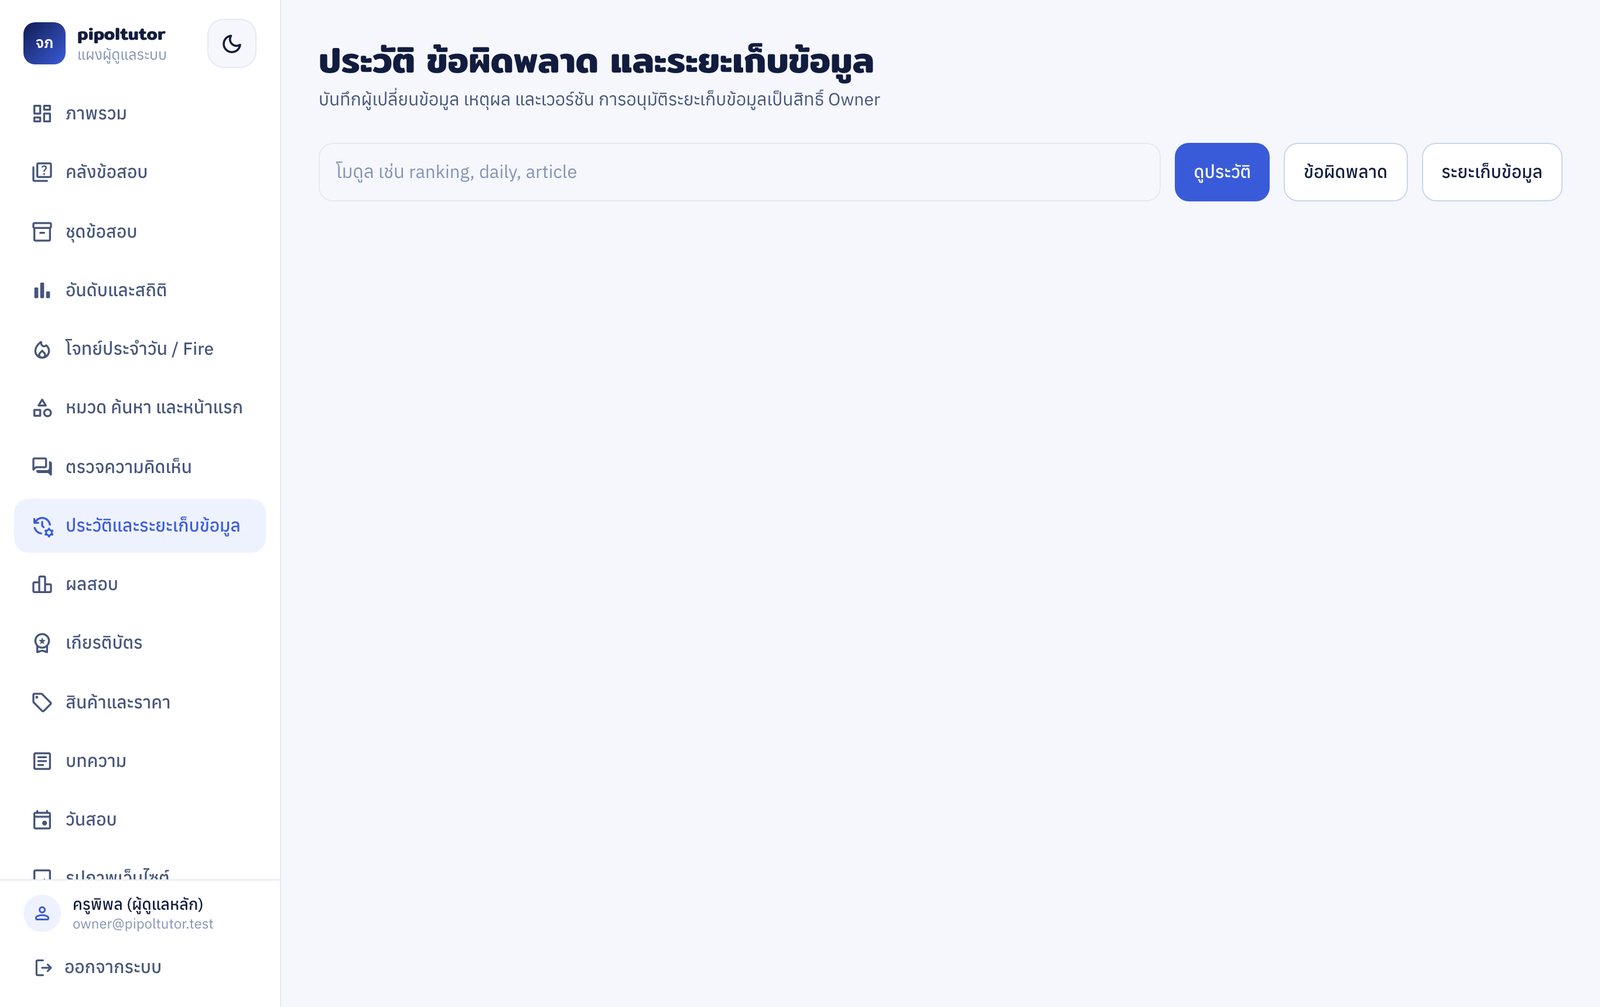 จภ
pipoltutor
แผงผู้ดูแลระบบ
ภาพรวม
คลังข้อสอบ
ชุดข้อสอบ
อันดับและสถิติ
โจทย์ประจำวัน / Fire
หมวด ค้นหา และหน้าแรก
ตรวจความคิดเห็น
ประวัติและระยะเก็บข้อมูล
ผลสอบ
เกียรติบัตร
สินค้าและราคา
บทความ
วันสอบ
รูปภาพเว็บไซต์
ครูพิพล (ผู้ดูแลหลัก)
owner@pipoltutor.test
ออกจากระบบ
ประวัติ ข้อผิดพลาด และระยะเก็บข้อมูล
บันทึกผู้เปลี่ยนข้อมูล เหตุผล และเวอร์ชัน การอนุมัติระยะเก็บข้อมูลเป็นสิทธิ์ Owner
โมดูล เช่น ranking, daily, article
ดูประวัติ
ข้อผิดพลาด
ระยะเก็บข้อมูล